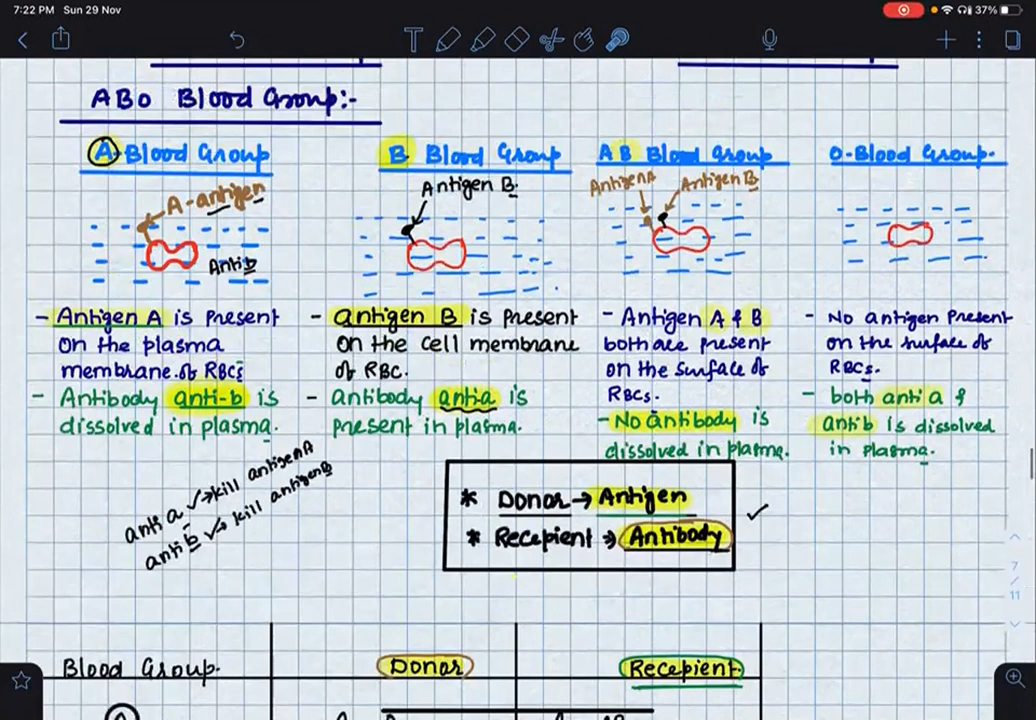 7:22 PM Sun 29 Nov
37%
T
ABO Blood Group:-
A-Blood Group
A-antigen
Antib
- Antigen A is present
on the plasma
membrane of RBCs
- Antibody anti-b is
dissolved in plasma.
B Blood Group
Antigen B
- antigen B is present
on the cell membrane
of RBC.
- antibody antia is
present in plasma.
AB Blood Group
Antigen A
Antigen B
- Antigen A & B
both are present
on the surface of
RBCs.
- No antibody is
dissolved in plasma.
O-Blood Group.
- No antigen present
on the surface of
RBCs.
- both anti a &
antib is dissolved
in plasma.
anti a → kill antigen A
anti b → kill antigen B
* Donor → Antigen
* Recepient → Antibody
7
/
11
Blood Group.
Donor
Recepient